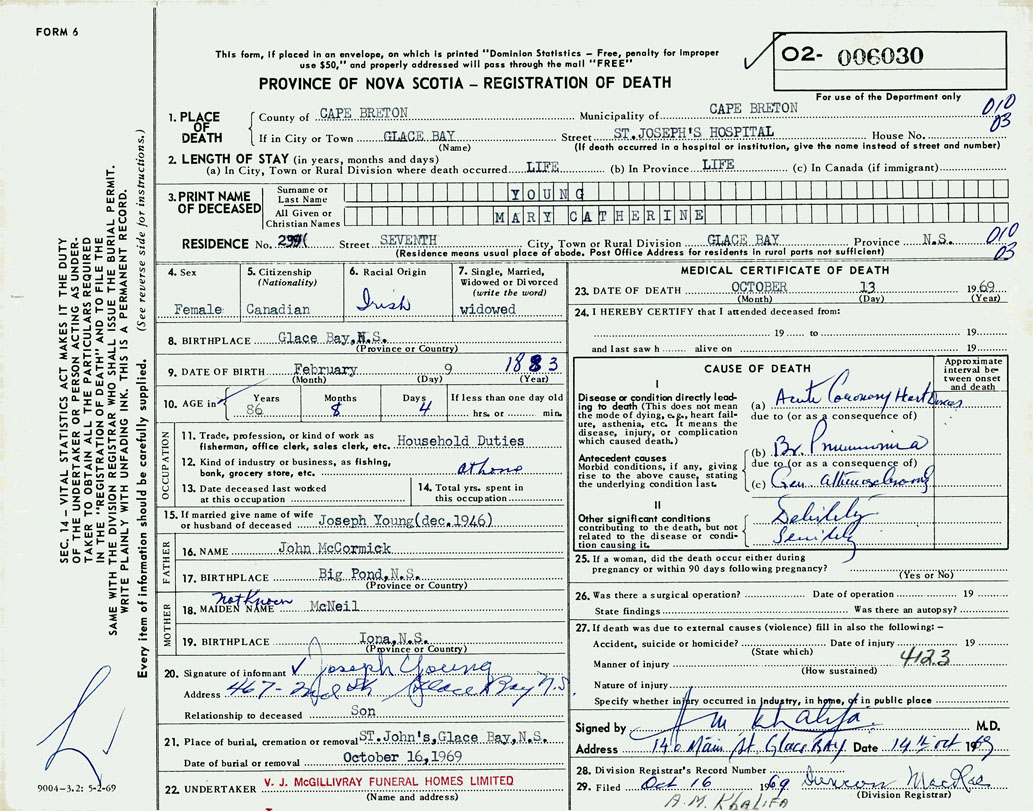 FORM 6
This form, if placed in an envelope, on which is printed "Dominion Statistics — Free, penalty for improper
use $50," and properly addressed will pass through the mail "FREE"
PROVINCE OF NOVA SCOTIA — REGISTRATION OF DEATH
02- 006030
For use of the Department only
1. PLACE OF DEATH
County of CAPE BRETON Municipality of CAPE BRETON 010
If in City or Town GLACE BAY Street ST.JOSEPH'S HOSPITAL House No. 03
(Name) (If death occurred in a hospital or institution, give the name instead of street and number)
2. LENGTH OF STAY (in years, months and days)
(a) In City, Town or Rural Division where death occurred LIFE (b) In Province LIFE (c) In Canada (if immigrant)
3. PRINT NAME OF DECEASED
Surname or Last Name YOUNG
All Given or Christian Names MARY CATHERINE
RESIDENCE No. Street SEVENTH City, Town or Rural Division GLACE BAY Province N.S. 010
(Residence means usual place of abode. Post Office Address for residents in rural parts not sufficient) 03
4. Sex
Female
5. Citizenship
(Nationality)
Canadian
6. Racial Origin
Irish
7. Single, Married,
Widowed or Divorced
(write the word)
widowed
8. BIRTHPLACE Glace Bay,N.S.
(Province or Country)
9. DATE OF BIRTH February 9 1883
(Month) (Day) (Year)
10. AGE in Years Months Days If less than one day old
86 8 4 hrs. or min.
OCCUPATION
11. Trade, profession, or kind of work as
fisherman, office clerk, sales clerk, etc. Household Duties
12. Kind of industry or business, as fishing,
bank, grocery store, etc. at home
13. Date deceased last worked
at this occupation
14. Total yrs. spent in
this occupation
15. If married give name of wife
or husband of deceased Joseph Young(dec.1946)
FATHER
16. NAME John McCormick
17. BIRTHPLACE Big Pond,N.S.
(Province or Country)
MOTHER
not Known
18. MAIDEN NAME McNeil
19. BIRTHPLACE Iona,N.S.
(Province or Country)
20. Signature of informant ✓ Joseph Young
Address 467- 2nd St Glace Bay N.S.
Relationship to deceased Son
21. Place of burial, cremation or removal ST.John's,Glace Bay,N.S.
Date of burial or removal October 16,1969
22. UNDERTAKER V. J. McGILLIVRAY FUNERAL HOMES LIMITED
(Name and address)
MEDICAL CERTIFICATE OF DEATH
23. DATE OF DEATH OCTOBER 13 1969
(Month) (Day) (Year)
24. I HEREBY CERTIFY that I attended deceased from:
19 to 19
and last saw h alive on 19
CAUSE OF DEATH
Approximate
interval be-
tween onset
and death
I
Disease or condition directly lead-
ing to death (This does not
mean the mode of dying, e.g., heart fail-
ure, asthenia, etc. It means the
disease, injury, or complication
which caused death.)
(a) Acute Coronary Heart Disease
due to (or as a consequence of)
Antecedent causes
Morbid conditions, if any, giving
rise to the above cause, stating
the underlying condition last.
(b) Br. Pneumonia
due to (or as a consequence of)
(c) Gen. atherosclerosis
II
Other significant conditions
contributing to the death, but not
related to the disease or condi-
tion causing it.
Debility
Senility
25. If a woman, did the death occur either during
pregnancy or within 90 days following pregnancy?
(Yes or No)
26. Was there a surgical operation? Date of operation 19
State findings Was there an autopsy?
27. If death was due to external causes (violence) fill in also the following: —
Accident, suicide or homicide? Date of injury 19
(State which) 4123
Manner of injury
(How sustained)
Nature of injury
Specify whether injury occurred in industry, in home, or in public place
Signed by A M Khalifa M.D.
Address 140 Main St. Glace Bay. Date 14th oct 1969
28. Division Registrar's Record Number
29. Filed Oct 16 1969 Duncan MacRas
(Division Registrar)
A.M. KHALIFA
SEC. 14 — VITAL STATISTICS ACT MAKES IT THE DUTY
OF THE UNDERTAKER OR PERSON ACTING AS UNDER-
TAKER TO OBTAIN ALL THE PARTICULARS REQUIRED
IN THE "REGISTRATION OF DEATH" AND TO FILE THE
SAME WITH THE DIVISION REGISTRAR WHO SHALL ISSUE THE BURIAL PERMIT.
WRITE PLAINLY WITH UNFADING INK. THIS IS A PERMANENT RECORD.
Every item of information should be carefully supplied. (See reverse side for instructions.)
9004-3.2: 5-2-69